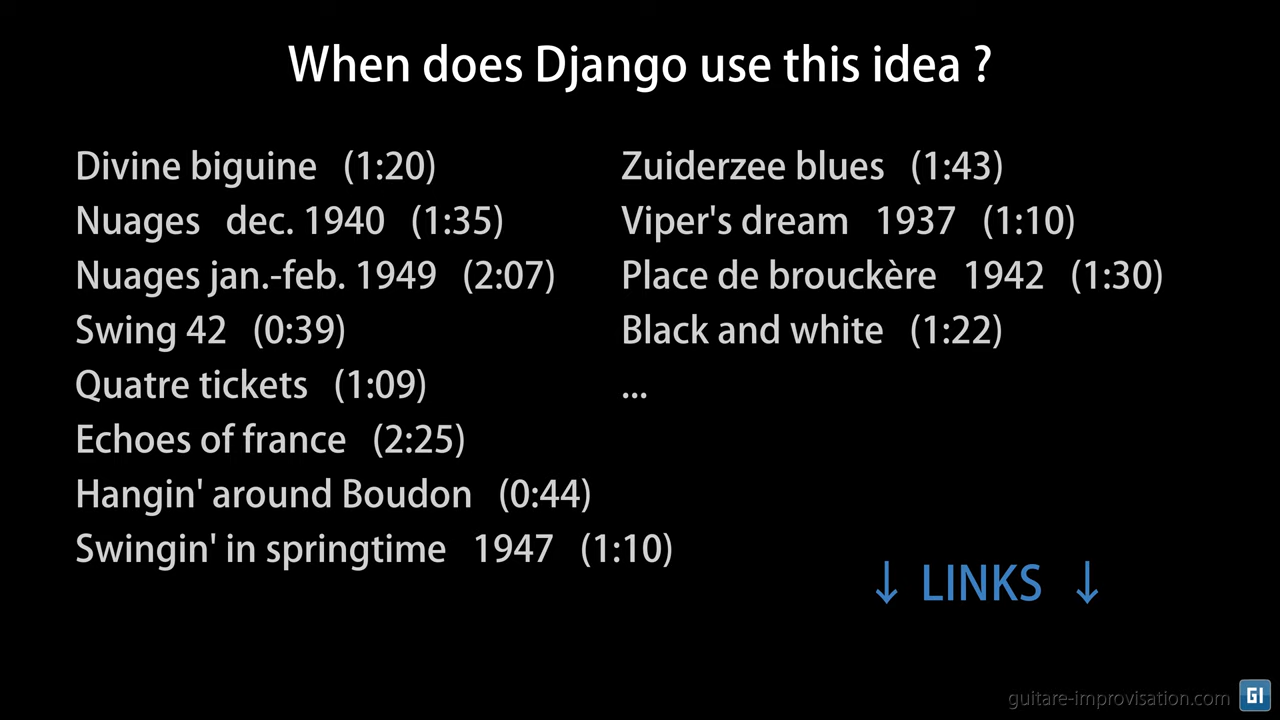 When does Django use this idea ?
Divine biguine (1:20)
Nuages dec. 1940 (1:35)
Nuages jan.-feb. 1949 (2:07)
Swing 42 (0:39)
Quatre tickets (1:09)
Echoes of france (2:25)
Hangin' around Boudon (0:44)
Swingin' in springtime 1947 (1:10)
Zuiderzee blues (1:43)
Viper's dream 1937 (1:10)
Place de brouckère 1942 (1:30)
Black and white (1:22)
...
↓ LINKS ↓
guitare-improvisation.com GI